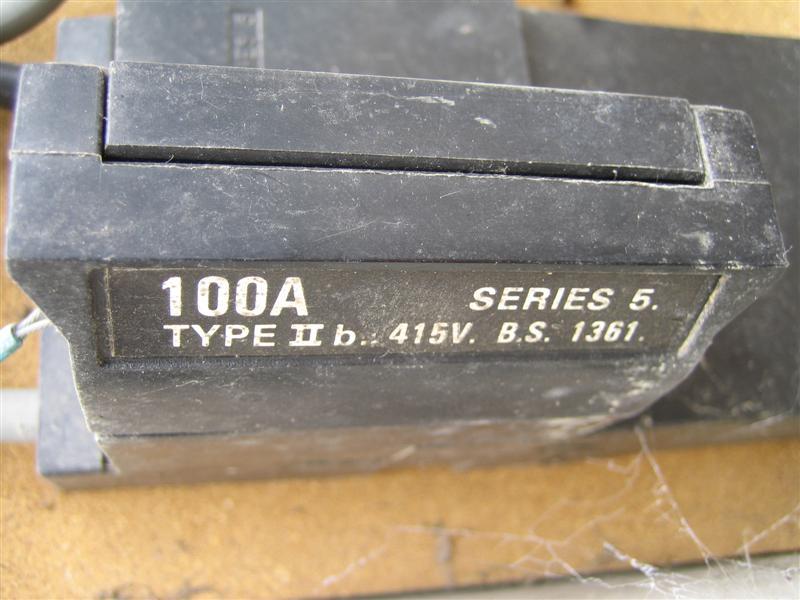 100A SERIES 5.
TYPE II b.. 415V. B.S. 1361.